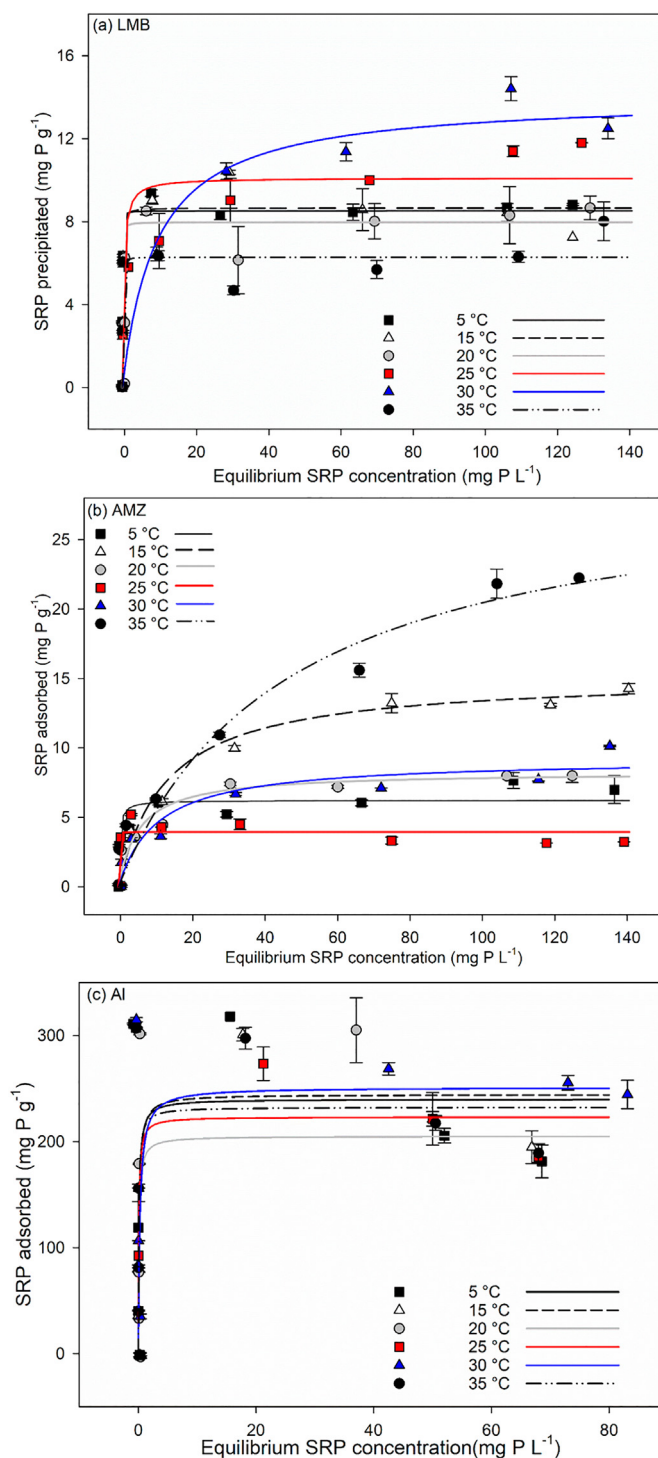 (a) LMB
16
12
8
4
0
SRP precipitated (mg P g-1)
5 °C
15 °C
20 °C
25 °C
30 °C
35 °C
0 20 40 60 80 100 120 140
Equilibrium SRP concentration (mg P L-1)
(b) AMZ
5 °C
15 °C
20 °C
25 °C
30 °C
35 °C
25
20
15
10
5
0
SRP adsorbed (mg P g-1)
0 20 40 60 80 100 120 140
Equilibrium SRP concentration (mg P L-1)
(c) Al
300
200
100
0
SRP adsorbed (mg P g-1)
5 °C
15 °C
20 °C
25 °C
30 °C
35 °C
0 20 40 60 80
Equilibrium SRP concentration(mg P L-1)